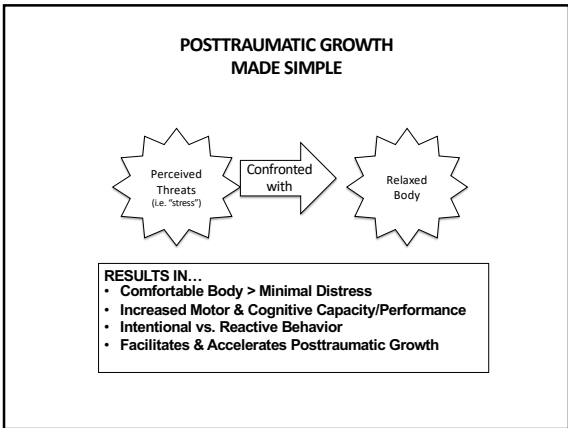 POSTTRAUMATIC GROWTH
MADE SIMPLE
Perceived
Threats
(i.e. "stress")
Confronted
with
Relaxed
Body
RESULTS IN…
• Comfortable Body > Minimal Distress
• Increased Motor & Cognitive Capacity/Performance
• Intentional vs. Reactive Behavior
• Facilitates & Accelerates Posttraumatic Growth